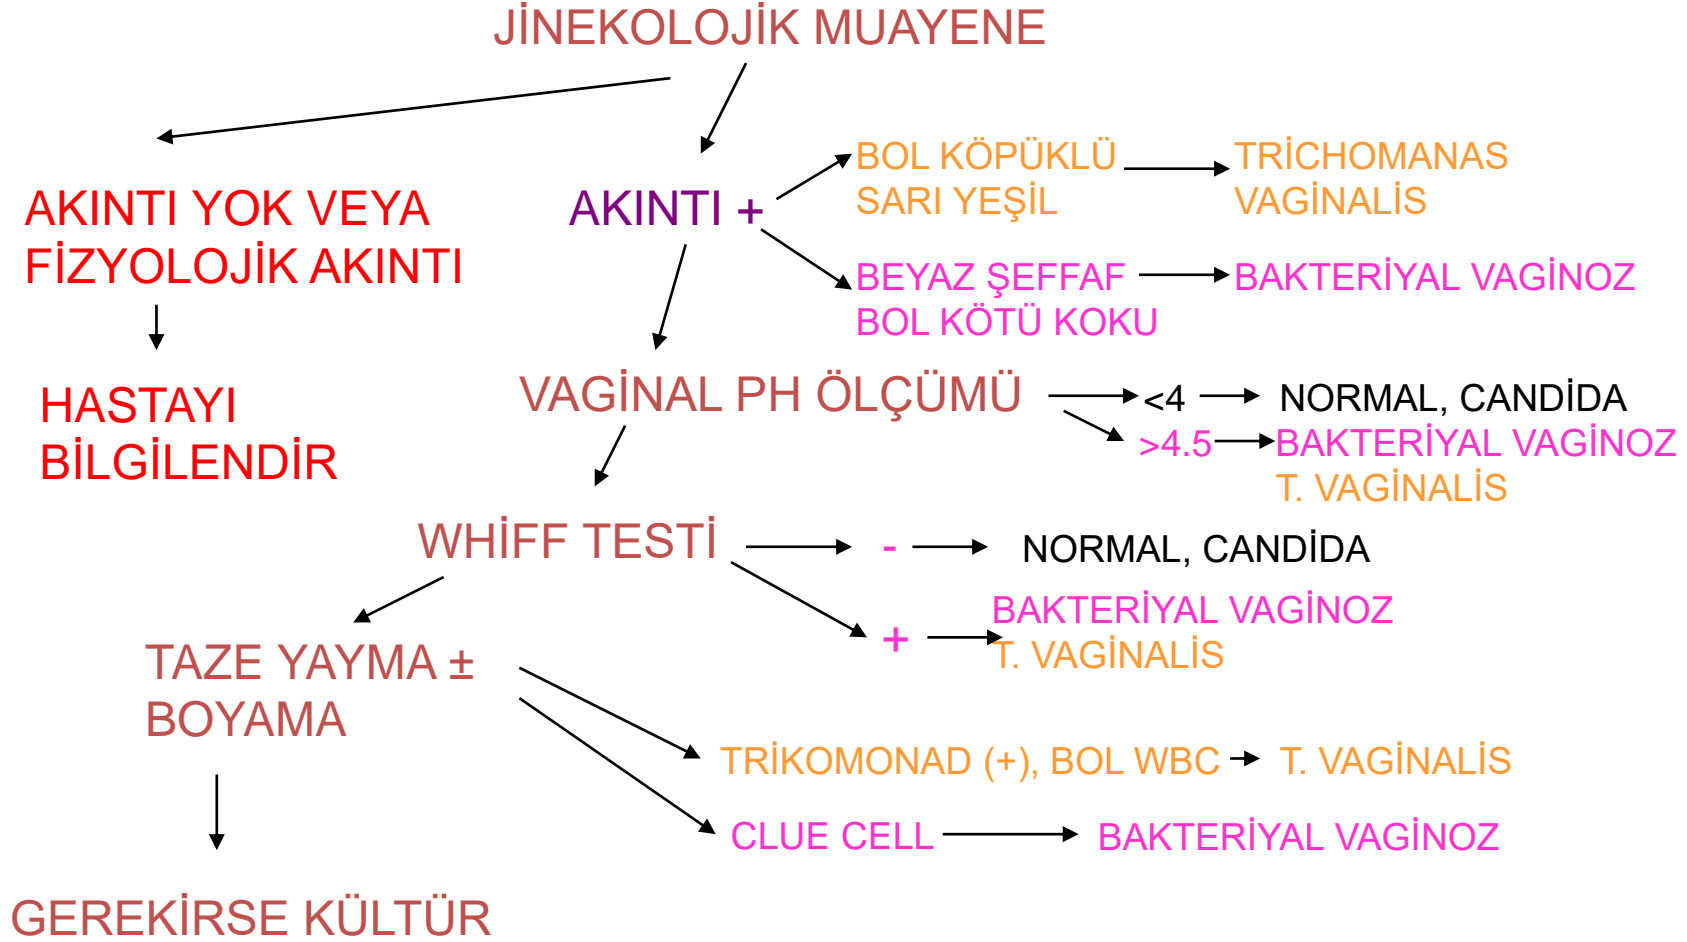 JİNEKOLOJİK MUAYENE
AKINTI YOK VEYA
FİZYOLOJİK AKINTI
HASTAYI
BİLGİLENDİR
AKINTI +
BOL KÖPÜKLÜ
SARI YEŞİL
TRİCHOMANAS
VAGİNALİS
BEYAZ ŞEFFAF
BOL KÖTÜ KOKU
BAKTERİYAL VAGİNOZ
VAGİNAL PH ÖLÇÜMÜ
<4
NORMAL, CANDİDA
>4.5
BAKTERİYAL VAGİNOZ
T. VAGİNALİS
WHİFF TESTİ
-
NORMAL, CANDİDA
+
BAKTERİYAL VAGİNOZ
T. VAGİNALİS
TAZE YAYMA ±
BOYAMA
TRİKOMONAD (+), BOL WBC
T. VAGİNALİS
CLUE CELL
BAKTERİYAL VAGİNOZ
GEREKİRSE KÜLTÜR